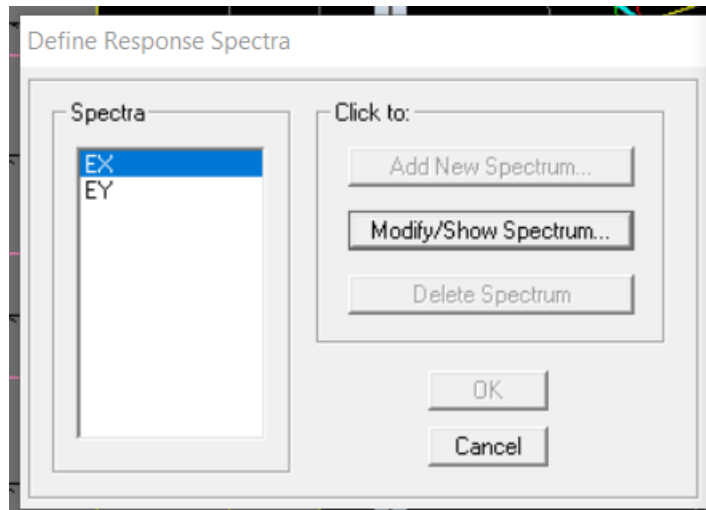 Define Response Spectra
Spectra
EX
EY
Click to:
Add New Spectrum...
Modify/Show Spectrum...
Delete Spectrum
OK
Cancel